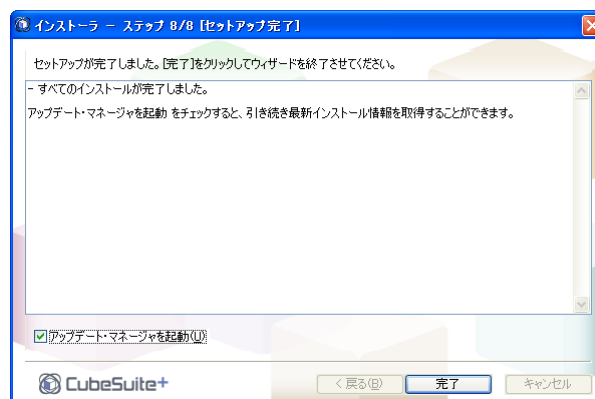 インストーラ － ステップ 8/8 [セットアップ完了]
セットアップが完了しました。[完了]をクリックしてウィザードを終了させてください。
- すべてのインストールが完了しました。
アップデート・マネージャを起動 をチェックすると、引き続き最新インストール情報を取得することができます。
アップデート・マネージャを起動(U)
CubeSuite+
< 戻る(B)
完了
キャンセル